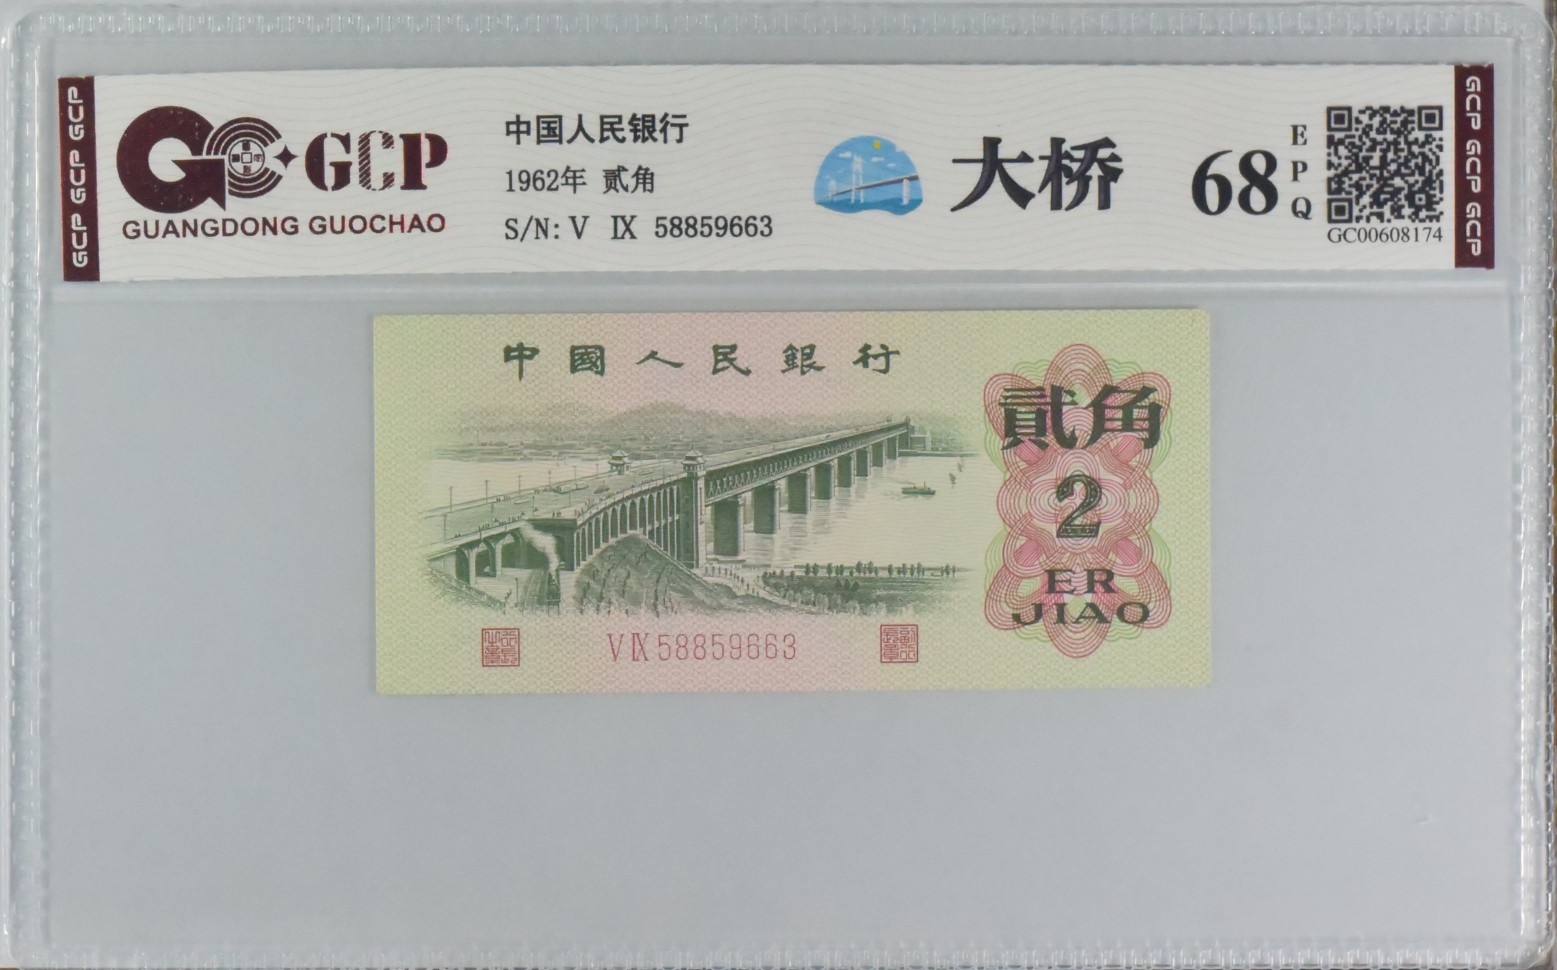 GCP GCP GCP
GCP
GUANGDONG GUOCHAO
中国人民银行
1962年 贰角
S/N: V IX 58859663
大桥
68
EPQ
GC00608174
GCP GCP GCP
中國人民銀行
貳角
2
ER
JIAO
V IX 58859663